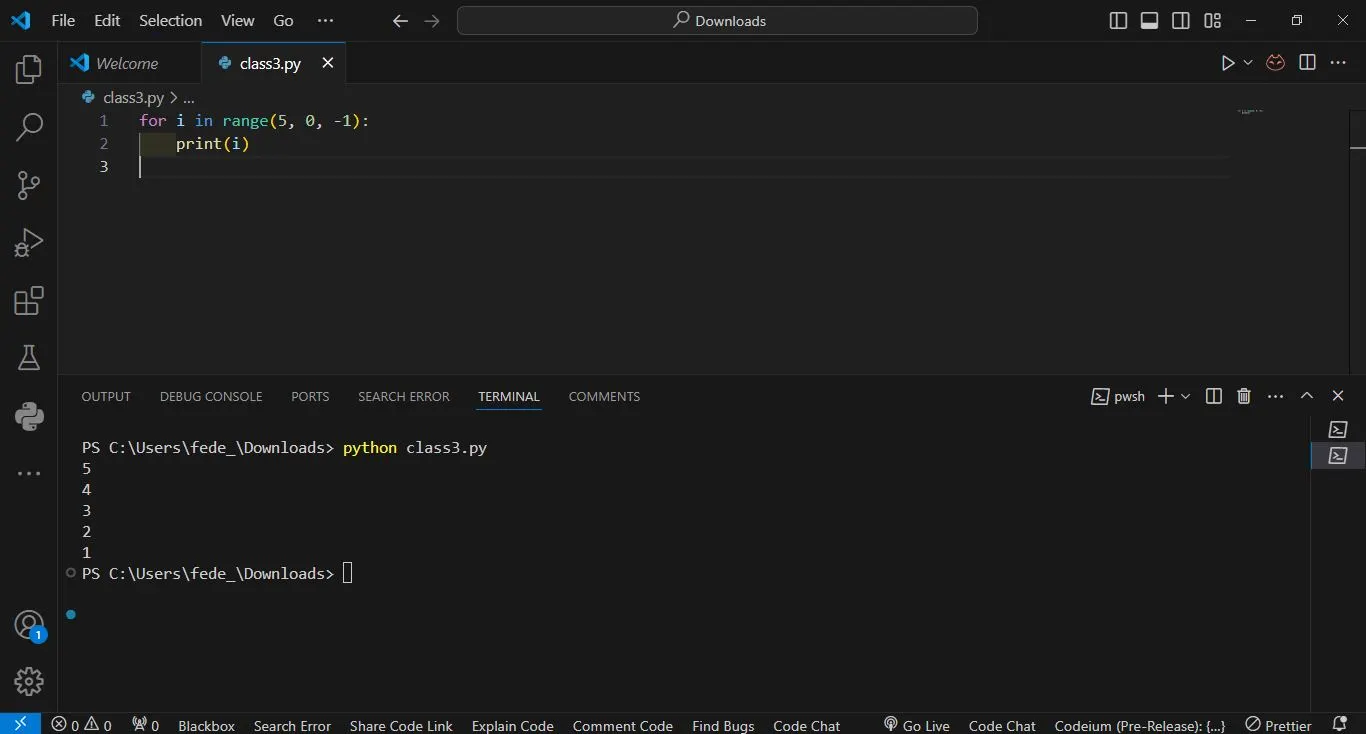 File Edit Selection View Go ... Downloads
Welcome class3.py
class3.py > ...
1 for i in range(5, 0, -1):
2 print(i)
3
OUTPUT DEBUG CONSOLE PORTS SEARCH ERROR TERMINAL COMMENTS pwsh
PS C:\Users\fede_\Downloads> python class3.py
5
4
3
2
1
PS C:\Users\fede_\Downloads>
1
0 0 0 Blackbox Search Error Share Code Link Explain Code Comment Code Find Bugs Code Chat Go Live Code Chat Codeium (Pre-Release): {...} Prettier